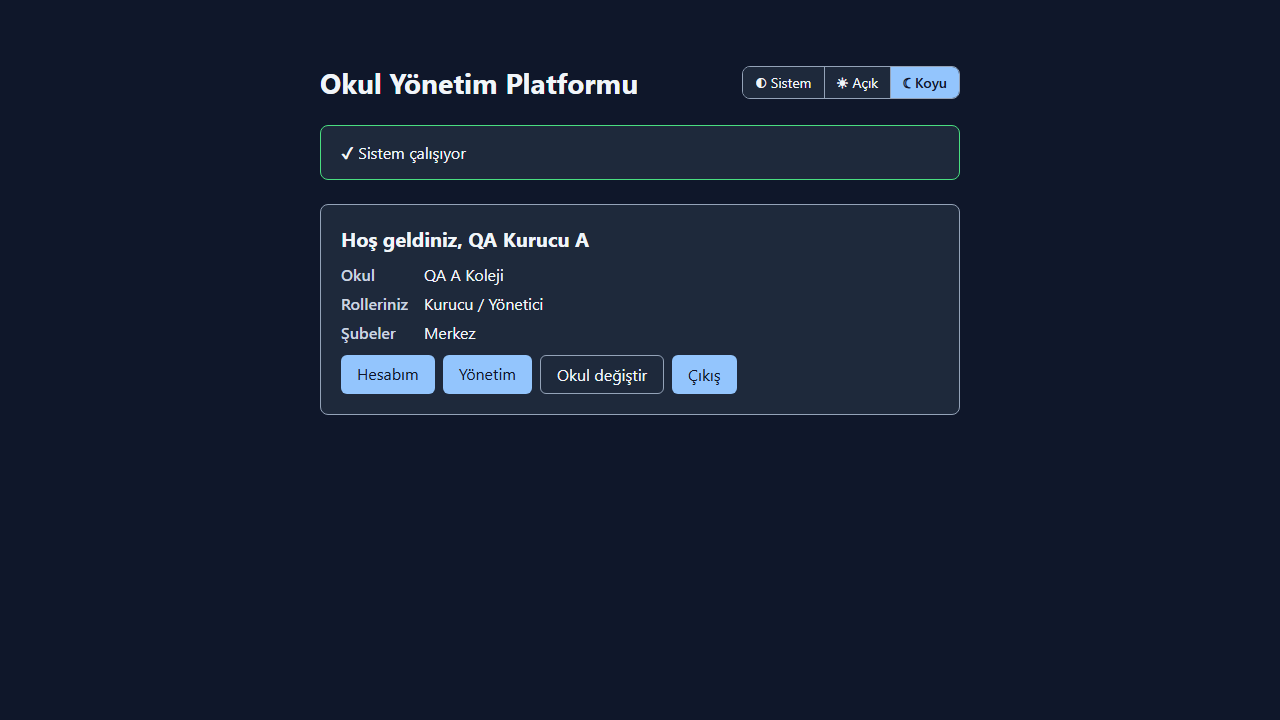 Okul Yönetim Platformu
◐ Sistem ☀ Açık ☾ Koyu
✓ Sistem çalışıyor
Hoş geldiniz, QA Kurucu A
Okul QA A Koleji
Rolleriniz Kurucu / Yönetici
Şubeler Merkez
Hesabım Yönetim Okul değiştir Çıkış